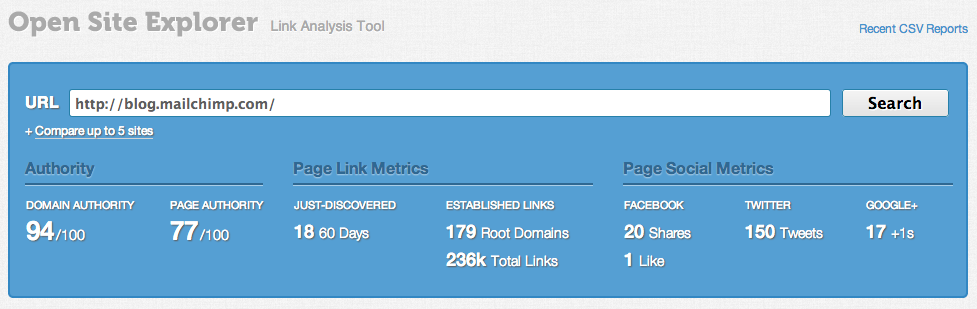 Open Site Explorer Link Analysis Tool
Recent CSV Reports
URL http://blog.mailchimp.com/ Search
+ Compare up to 5 sites
Authority Page Link Metrics Page Social Metrics
DOMAIN AUTHORITY PAGE AUTHORITY JUST-DISCOVERED ESTABLISHED LINKS FACEBOOK TWITTER GOOGLE+
94/100 77/100 18 60 Days 179 Root Domains 20 Shares 150 Tweets 17 +1s
236k Total Links 1 Like